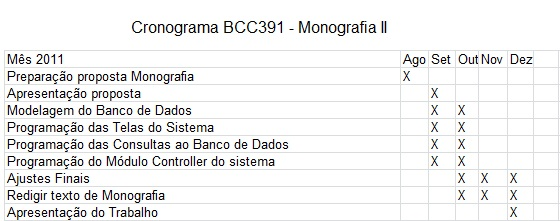 Cronograma BCC391 - Monografia II
Mês 2011 Ago Set Out Nov Dez
Preparação proposta Monografia X
Apresentação proposta X
Modelagem do Banco de Dados X X
Programação das Telas do Sistema X X
Programação das Consultas ao Banco de Dados X X
Programação do Módulo Controller do sistema X X
Ajustes Finais X X X
Redigir texto de Monografia X X X
Apresentação do Trabalho X